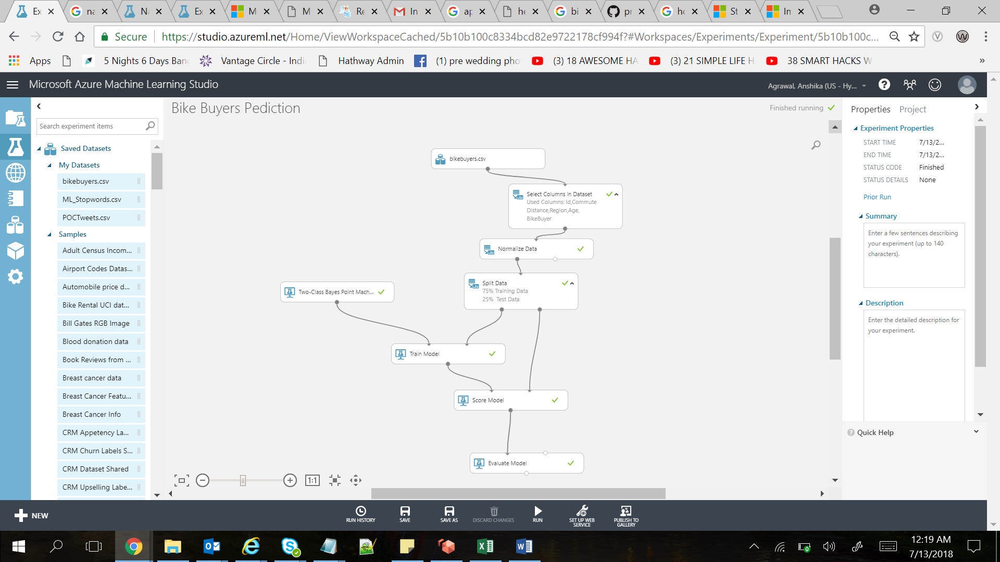 Ex
na
Na
Ex
M
M
Re
In
ap
he
bi
pr
ho
St
In
Secure
https://studio.azureml.net/Home/ViewWorkspaceCached/5b10b100c8334bcd82e9722178cf994f?#Workspaces/Experiments/Experiment/5b10b100c...
Apps
5 Nights 6 Days Ban
Vantage Circle - Indi
Hathway Admin
(1) pre wedding pho
(3) 18 AWESOME HA
(3) 21 SIMPLE LIFE H
38 SMART HACKS W
»
Microsoft Azure Machine Learning Studio
Agrawal, Anshika (US - Hy...
Bike Buyers Pediction
Finished running
Search experiment items
Saved Datasets
My Datasets
bikebuyers.csv
ML_Stopwords.csv
POCTweets.csv
Samples
Adult Census Incom...
Airport Codes Datas...
Automobile price d...
Bike Rental UCI dat...
Bill Gates RGB Image
Blood donation data
Book Reviews from ...
Breast cancer data
Breast Cancer Featu...
Breast Cancer Info
CRM Appetency La...
CRM Churn Labels S...
CRM Dataset Shared
CRM Upselling Labe...
bikebuyers.csv
Select Columns in Dataset
Used Columns: Id,Commute
Distance,Region,Age,
BikeBuyer
Normalize Data
Split Data
75% Training Data
25% Test Data
Two-Class Bayes Point Mach...
Train Model
Score Model
Evaluate Model
1:1
Properties
Project
Experiment Properties
START TIME 7/13/2...
END TIME 7/13/2...
STATUS CODE Finished
STATUS DETAILS None
Prior Run
Summary
Enter a few sentences describing
your experiment (up to 140
characters).
Description
Enter the detailed description for
your experiment.
Quick Help
NEW
RUN HISTORY
SAVE
SAVE AS
DISCARD CHANGES
RUN
SET UP WEB
SERVICE
PUBLISH TO
GALLERY
12:19 AM
7/13/2018